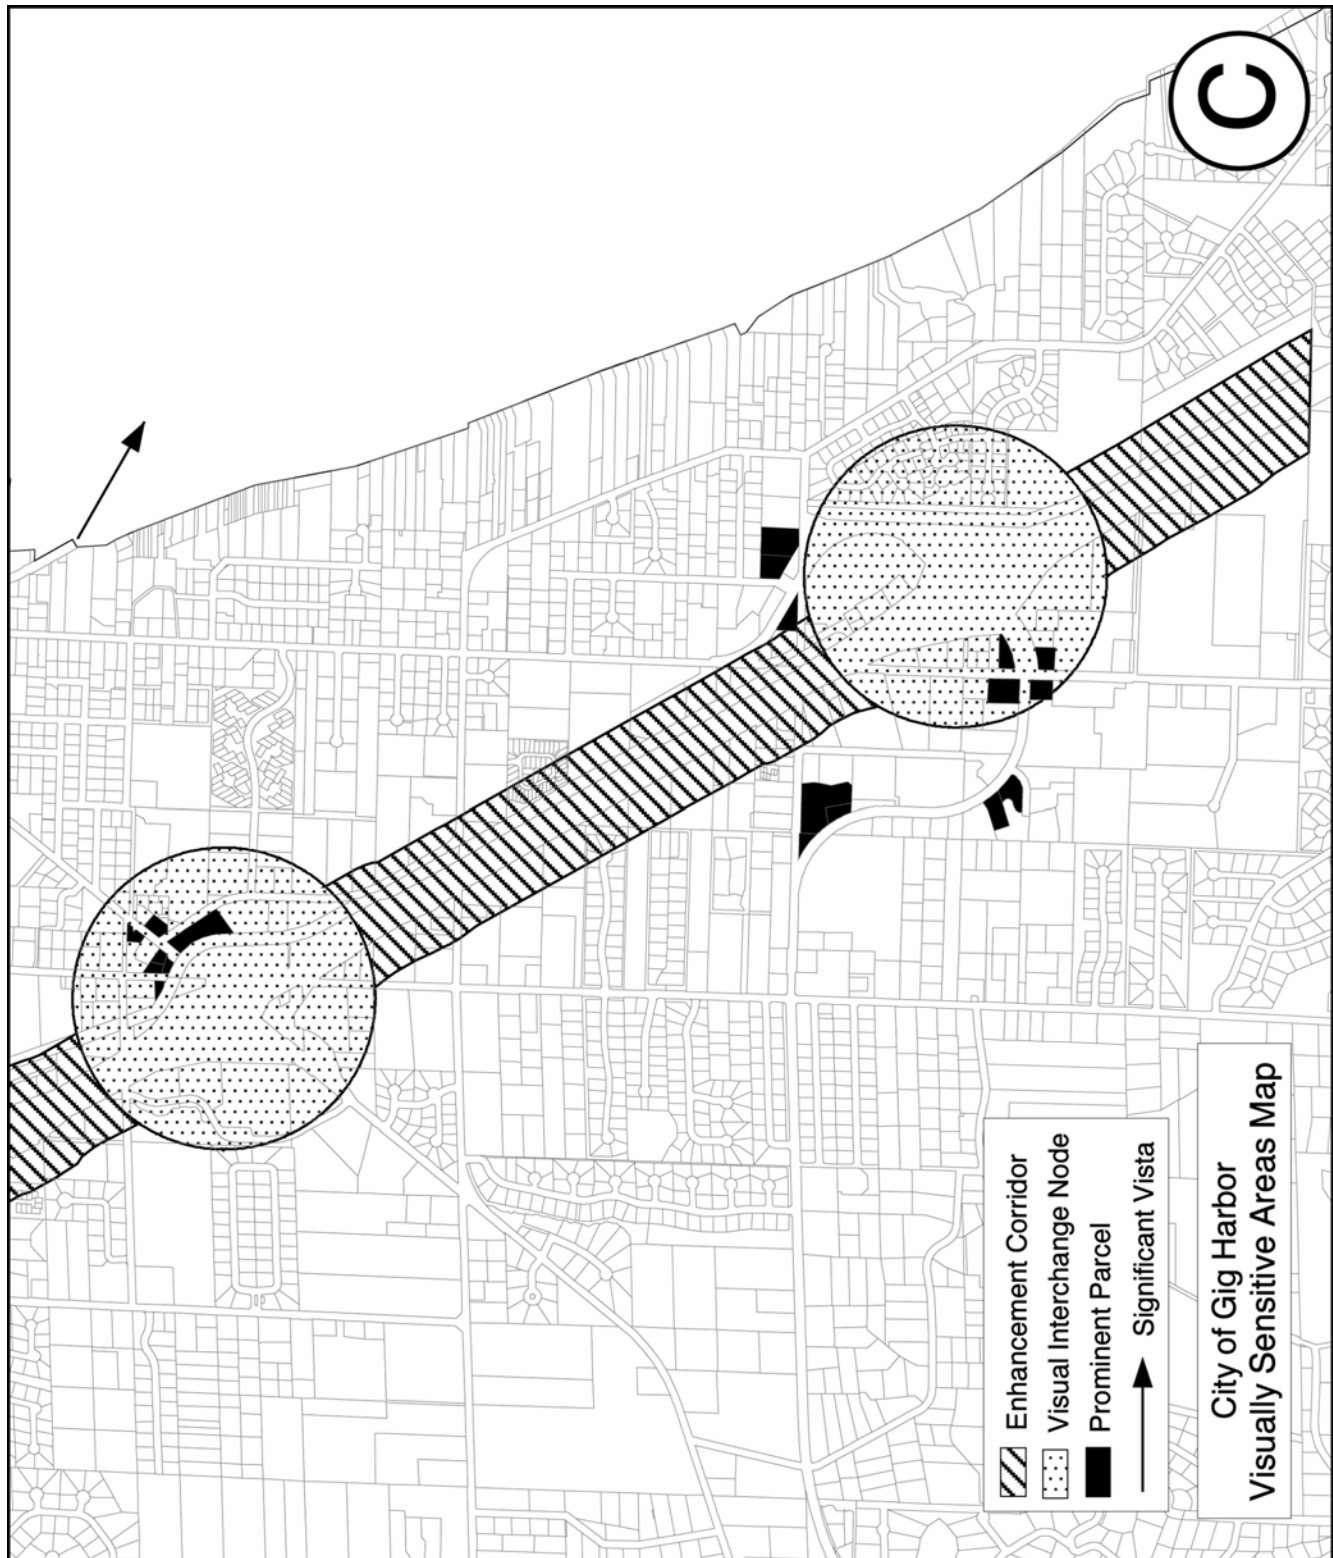 C
Enhancement Corridor
Visual Interchange Node
Prominent Parcel
Significant Vista
City of Gig Harbor
Visually Sensitive Areas Map